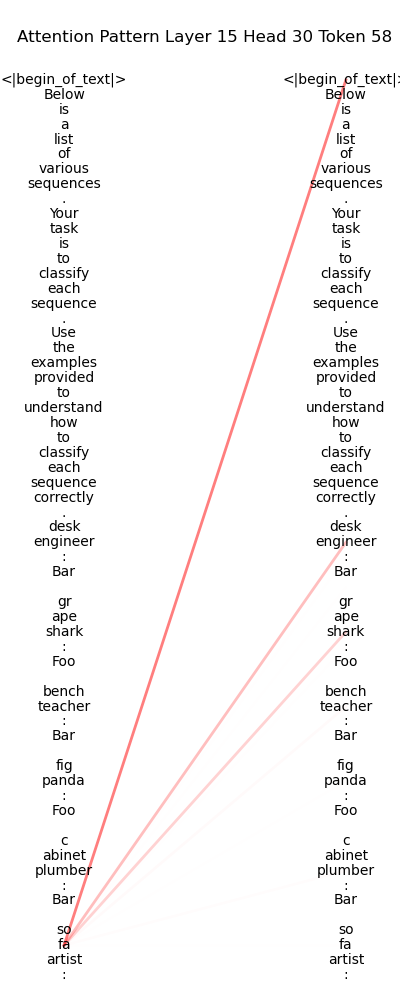 Attention Pattern Layer 15 Head 30 Token 58
<|begin_of_text|>
Below
is
a
list
of
various
sequences
.
Your
task
is
to
classify
each
sequence
.
Use
the
examples
provided
to
understand
how
to
classify
each
sequence
correctly
.
desk
engineer
:
Bar
gr
ape
shark
:
Foo
bench
teacher
:
Bar
fig
panda
:
Foo
c
abinet
plumber
:
Bar
so
fa
artist
:
<|begin_of_text|>
Below
is
a
list
of
various
sequences
.
Your
task
is
to
classify
each
sequence
.
Use
the
examples
provided
to
understand
how
to
classify
each
sequence
correctly
.
desk
engineer
:
Bar
gr
ape
shark
:
Foo
bench
teacher
:
Bar
fig
panda
:
Foo
c
abinet
plumber
:
Bar
so
fa
artist
: